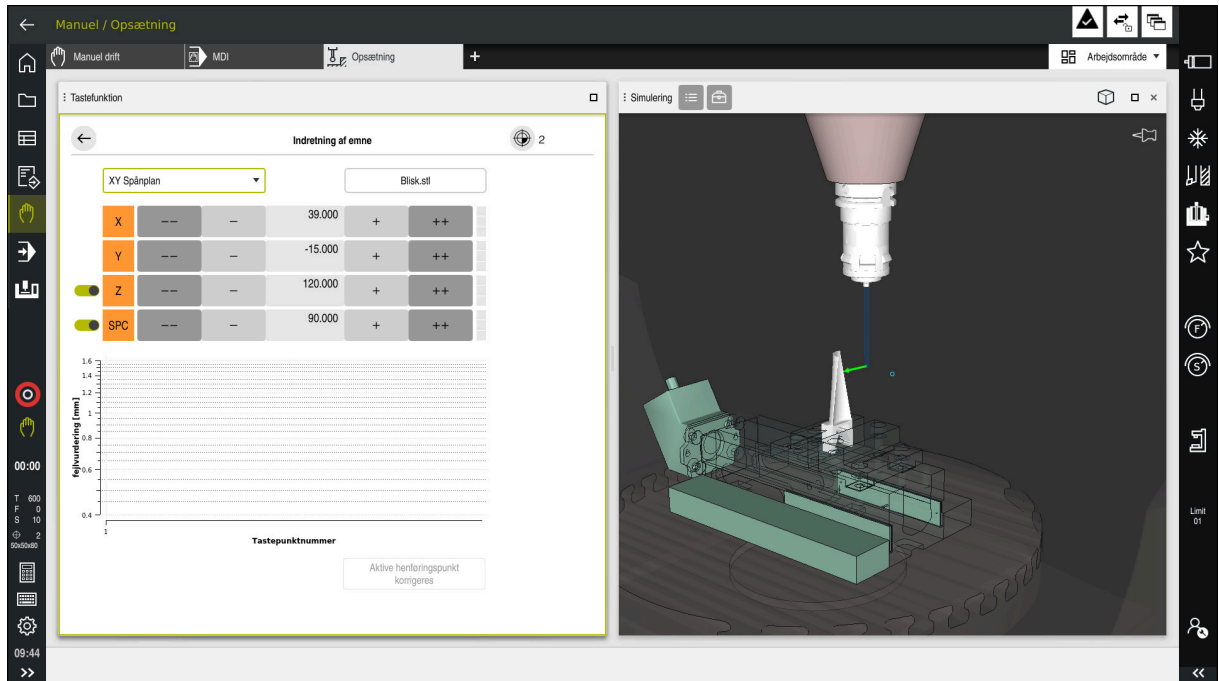 Manuel / Opsætning
Manuel drift
MDI
Opsætning
+
Arbejdsområde
Tastefunktion
Indretning af emne
2
XY Spånplan
Blisk.stl
X -- - 39.000 + ++
Y -- - -15.000 + ++
Z -- - 120.000 + ++
SPC -- - 90.000 + ++
1.6
1.4
1.2
1
0.8
0.6
0.4
fejlvurdering [mm]
1
Tastepunktnummer
Aktive henføringspunkt
korrigeres
Simulering
00:00
T 600
F 0
S 10
2
50x50x80
09:44
F
S
Limit
01